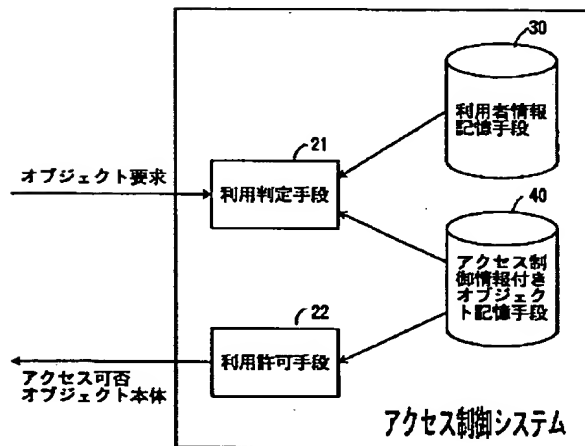 30
利用者情報
記憶手段
21
オブジェクト要求
利用判定手段
40
アクセス制
御情報付き
オブジェク
ト記憶手段
22
利用許可手段
アクセス可否
オブジェクト本体
アクセス制御システム